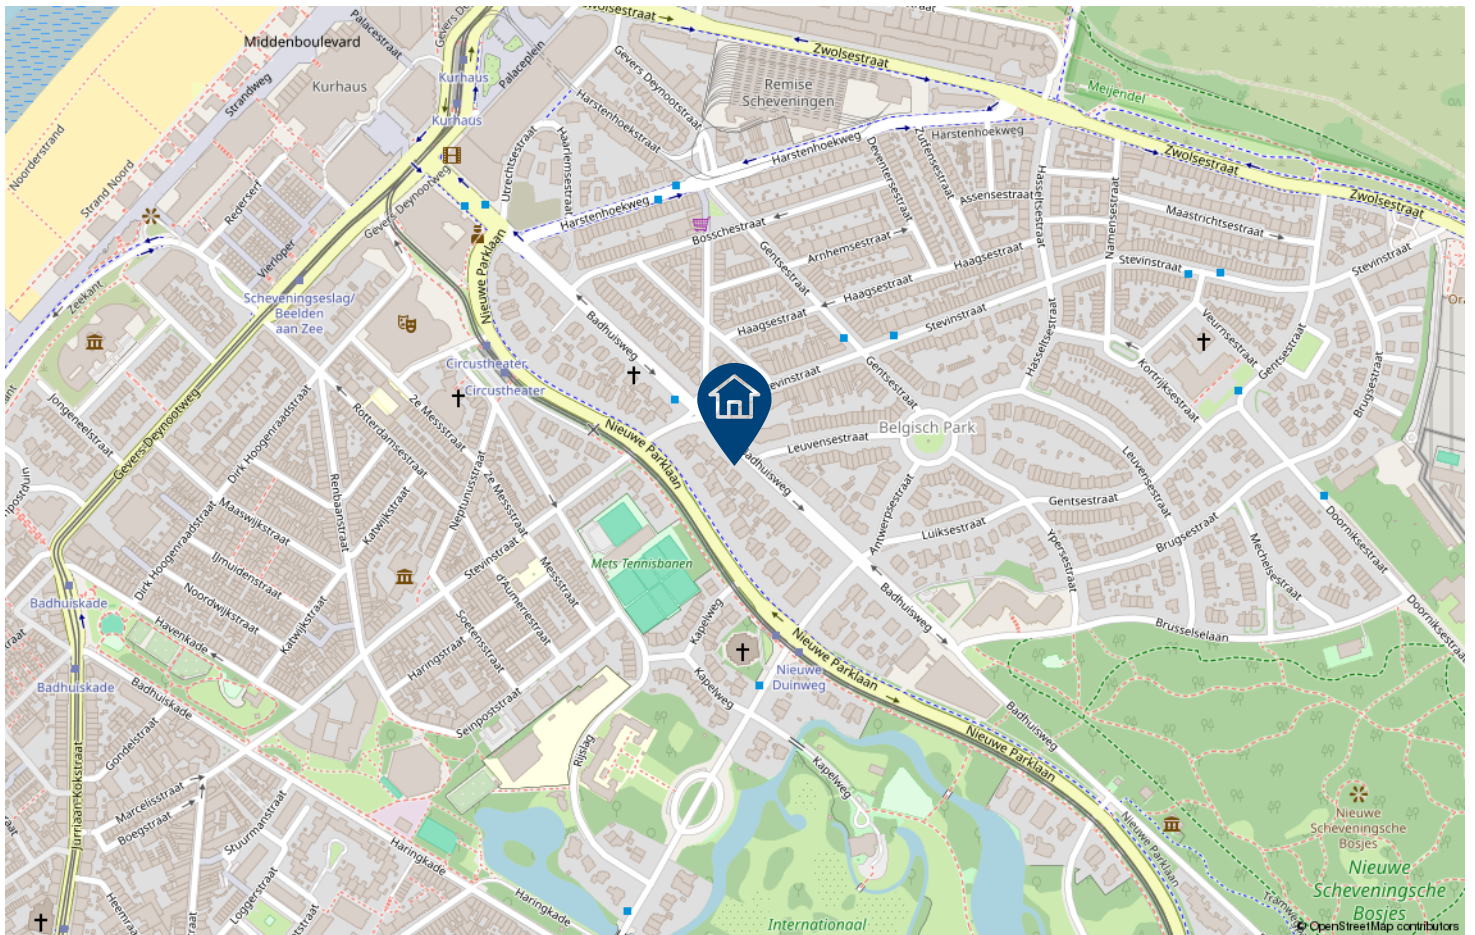 Zwolsestraat
Gevers De
Palacestraat
Middenboulevard
Palaceplein
Gevers Deynootstraat
Zwolsestraat
Kurhaus
Kurhaus
Remise
Scheveningen
Meijendel
Strandweg
Harstenhoekstraat
Kurhaus
Noorderstrand
Haarlemsestraat
Utrechtsestraat
Harstenhoekweg
Harstenhoekweg
Deventersestraat
Zutfensestraat
Zwolsestraat
Strand Noord
Rederserf
Gevers Deynootweg
Harstenhoekweg
Assensestraat
Hasseltsestraat
Namensestraat
Maastrichtsestraat
Zwolsestraat
Bosschestraat
Vierloper
Nieuwe Parklaan
Gentsestraat
Arnhemsestraat
Haagsestraat
Stevinstraat
Stevinstraat
Zeekant
Scheveningseslag/
Beelden
aan Zee
Haagsestraat
Badhuisweg
Haagsestraat
Stevinstraat
Veurnsestraat
Hasseltsestraat
Gentsestraat
Circustheater
Circustheater
Gentsestraat
Kortrijksestraat
Brugsestraat
Jongeneelstraat
Gevers Deynootweg
Dirk Hoogenraadstraat
Rotterdamsestraat
2e Messtraat
Nieuwe Parklaan
Leuvensestraat
Belgisch Park
Leuvensestraat
Renbaanstraat
Neptunusstraat
2e Messstraat
Badhuisweg
Gentsestraat
Maaswijkstraat
Katwijkstraat
Antwerpsestraat
Luiksestraat
Doorniksestraat
Dirk Hoogenraadstraat
IJmuidenstraat
Stevinstraat
Messstraat
Mets Tennisbanen
Ypersestraat
Brugsestraat
Mechelsestraat
Noordwijkstraat
d'Aumeriestraat
Badhuiskade
Havenkade
Katwijkstraat
Soetensstraat
Haringstraat
Kapelweg
Badhuisweg
Brusselselaan
Doorniksestraat
Nieuwe Parklaan
Badhuiskade
Badhuiskade
Nieuwe
Duinweg
Kapelweg
Seinpoststraat
Gondelstraat
Badhuisweg
Jurriaan Kokstraat
Rijslag
Kapelweg
Nieuwe Parklaan
Marcelisstraat
Boegstraat
Stuurmanstraat
Haringkade
Nieuwe Parklaan
Nieuwe
Scheveningsche
Bosjes
Loggerstraat
Haringkade
Nieuwe
Scheveningsche
Bosjes
Internationaal
© OpenStreetMap contributors